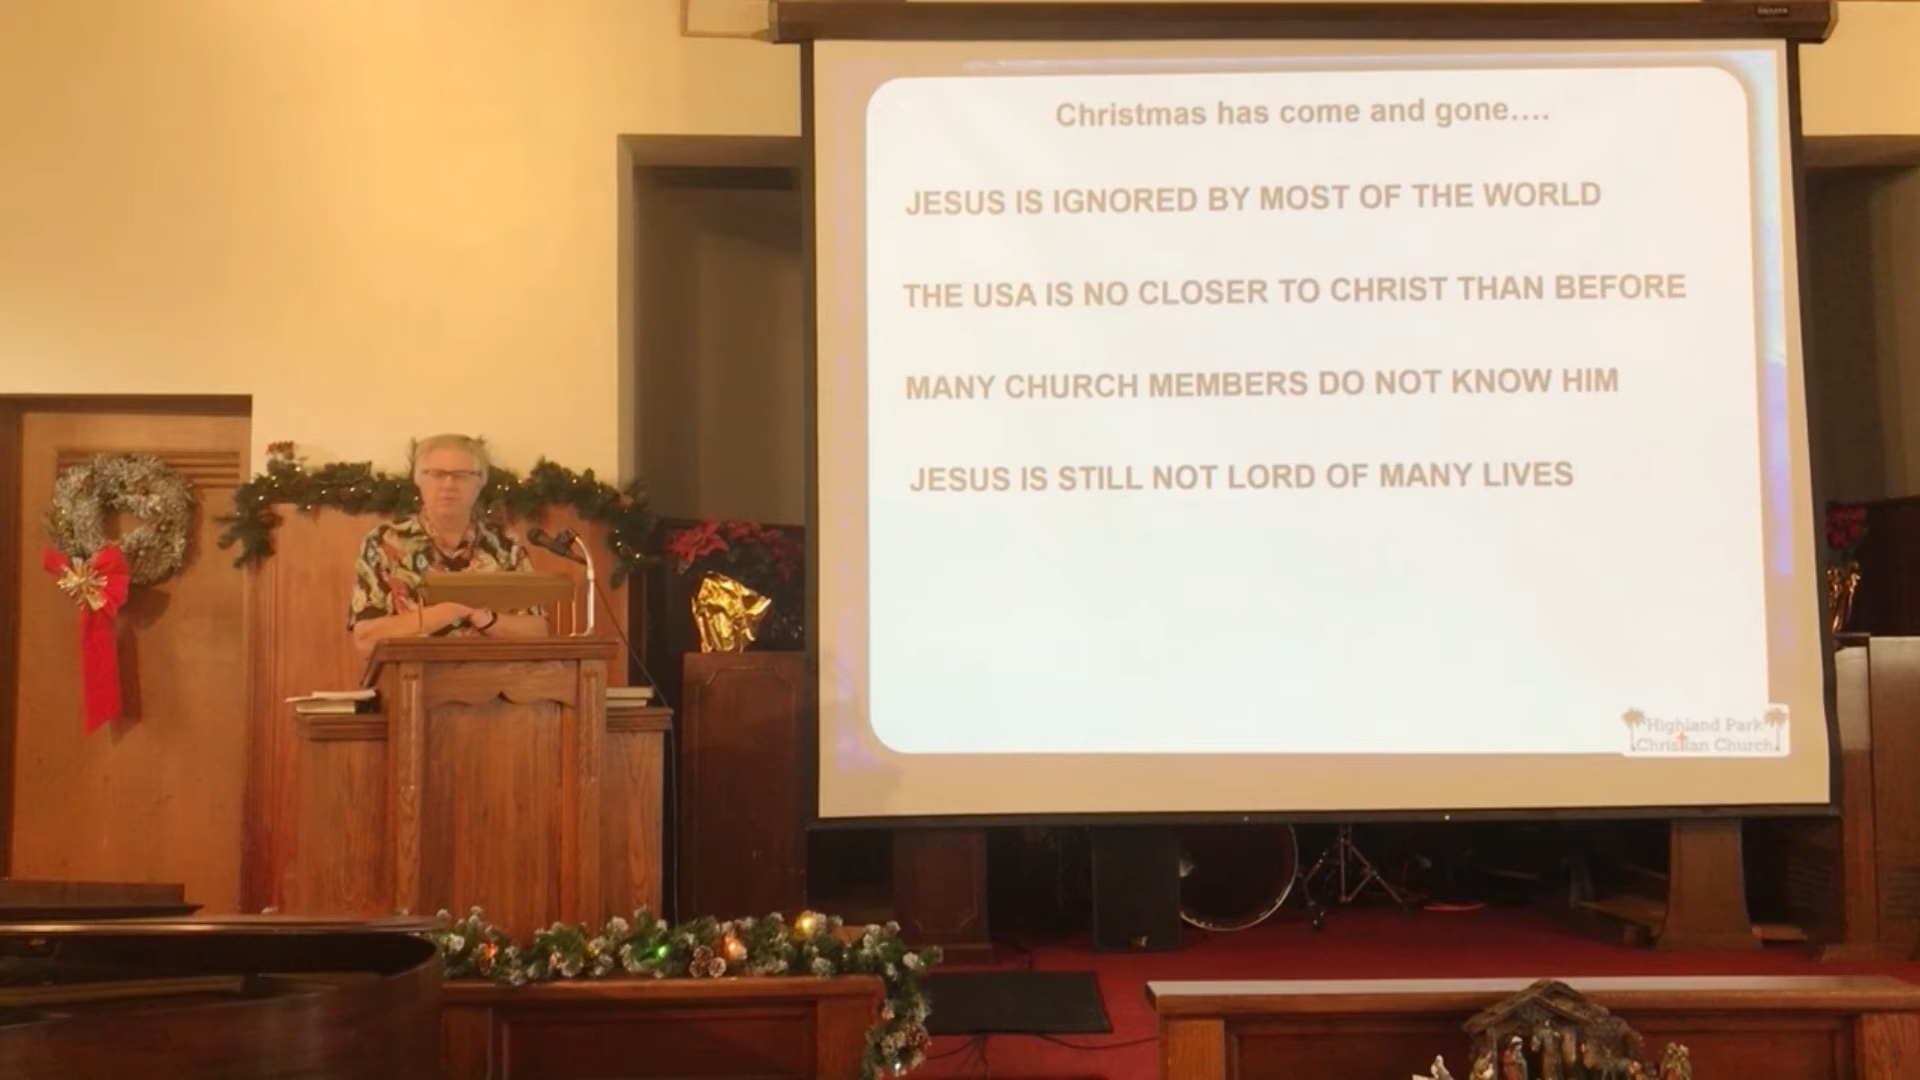 Christmas has come and gone....
JESUS IS IGNORED BY MOST OF THE WORLD
THE USA IS NO CLOSER TO CHRIST THAN BEFORE
MANY CHURCH MEMBERS DO NOT KNOW HIM
JESUS IS STILL NOT LORD OF MANY LIVES
Highland Park
Christian Church